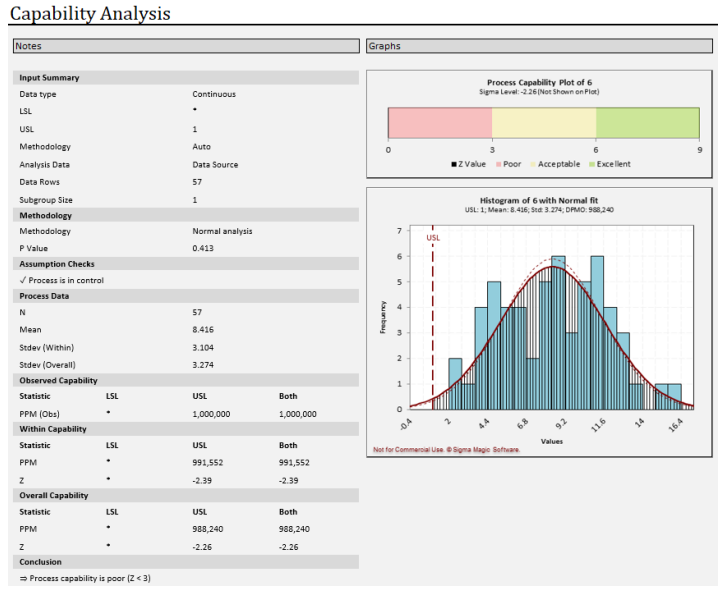 Capability Analysis
Notes
Input Summary
Data type Continuous
LSL *
USL 1
Methodology Auto
Analysis Data Data Source
Data Rows 57
Subgroup Size 1
Methodology
Methodology Normal analysis
P Value 0.413
Assumption Checks
✓ Process is in control
Process Data
N 57
Mean 8.416
Stdev (Within) 3.104
Stdev (Overall) 3.274
Observed Capability
Statistic LSL USL Both
PPM (Obs) * 1,000,000 1,000,000
Within Capability
Statistic LSL USL Both
PPM * 991,552 991,552
Z * -2.39 -2.39
Overall Capability
Statistic LSL USL Both
PPM * 988,240 988,240
Z * -2.26 -2.26
Conclusion
⇒ Process capability is poor (Z < 3)
Graphs
Process Capability Plot of 6
Sigma Level: -2.26 (Not Shown on Plot)
0 3 6 9
Z Value Poor Acceptable Excellent
Histogram of 6 with Normal fit
USL: 1; Mean: 8.416; Std: 3.274; DPMO: 988,240
USL
7
6
5
4
3
2
1
0
Frequency
-0.4 2 4.4 6.8 9.2 11.6 14 16.4
Values
Not for Commercial Use. © Sigma Magic Software.